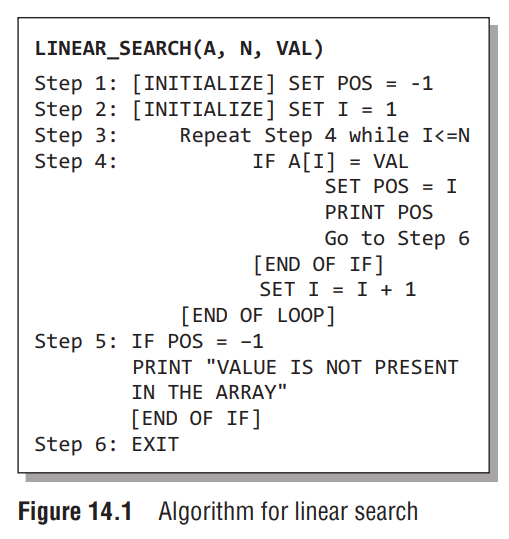 LINEAR_SEARCH(A, N, VAL)
Step 1: [INITIALIZE] SET POS = -1
Step 2: [INITIALIZE] SET I = 1
Step 3: Repeat Step 4 while I<=N
Step 4: IF A[I] = VAL
SET POS = I
PRINT POS
Go to Step 6
[END OF IF]
SET I = I + 1
[END OF LOOP]
Step 5: IF POS = –1
PRINT "VALUE IS NOT PRESENT
IN THE ARRAY"
[END OF IF]
Step 6: EXIT
Figure 14.1 Algorithm for linear search